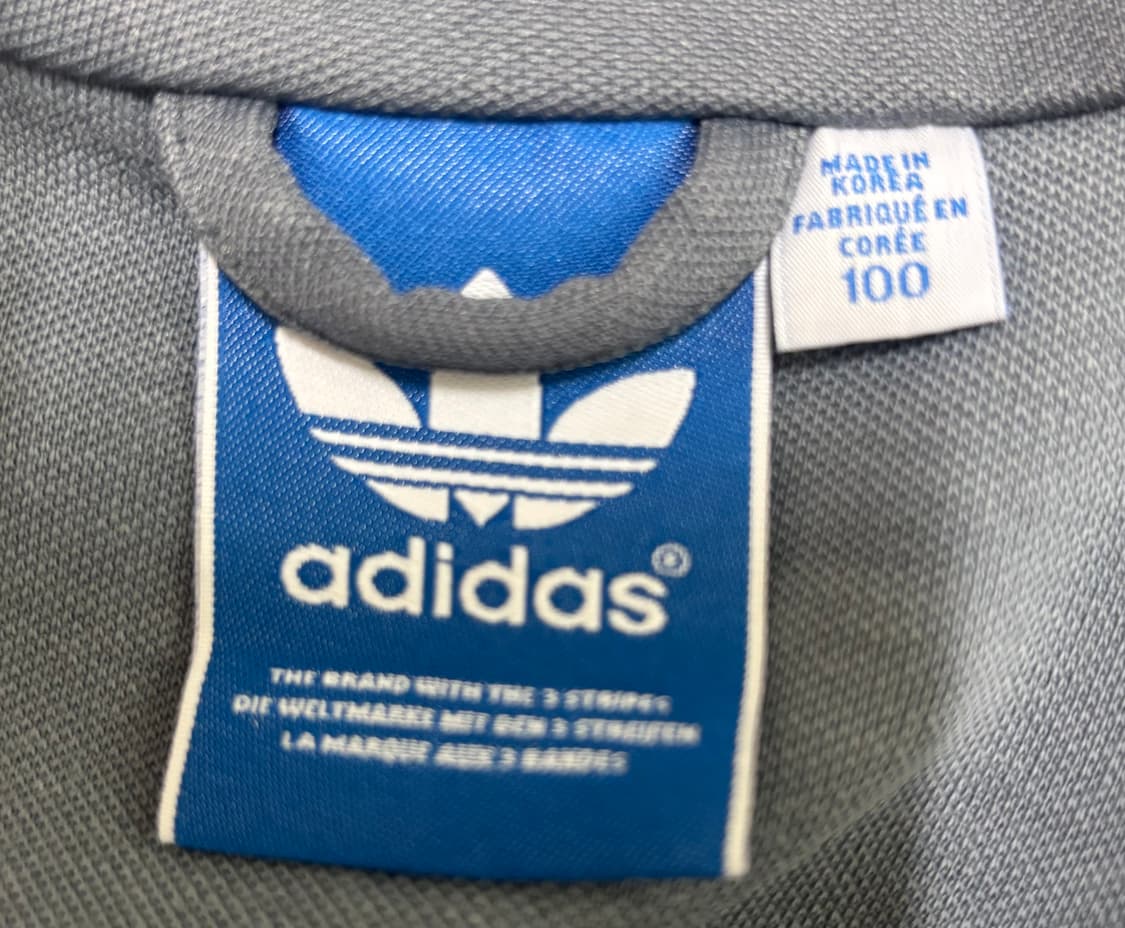 MADE IN
KOREA
FABRIQUÉ EN
CORÉE
100
adidas®
THE BRAND WITH THE 3 STRIPES
DIE WELTMARKE MIT DEN 3 STREIFEN
LA MARQUE AUX 3 BANDES